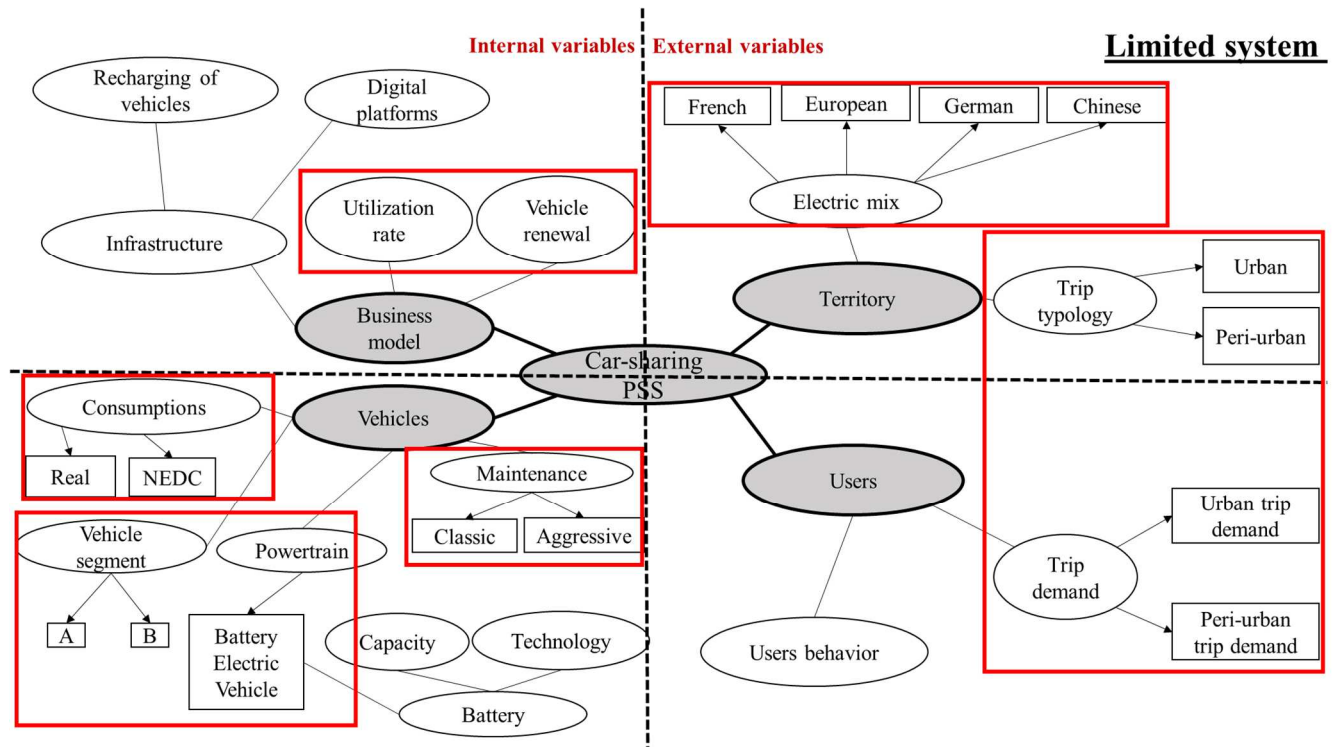 Internal variables
External variables
Limited system
Recharging of
vehicles
Digital
platforms
French
European
German
Chinese
Utilization
rate
Vehicle
renewal
Electric mix
Infrastructure
Business
model
Territory
Trip
typology
Urban
Peri-urban
Car-sharing
PSS
Consumptions
Vehicles
Real
NEDC
Maintenance
Classic
Aggressive
Users
Vehicle
segment
Powertrain
A
B
Battery
Electric
Vehicle
Capacity
Technology
Battery
Users behavior
Trip
demand
Urban trip
demand
Peri-urban
trip demand